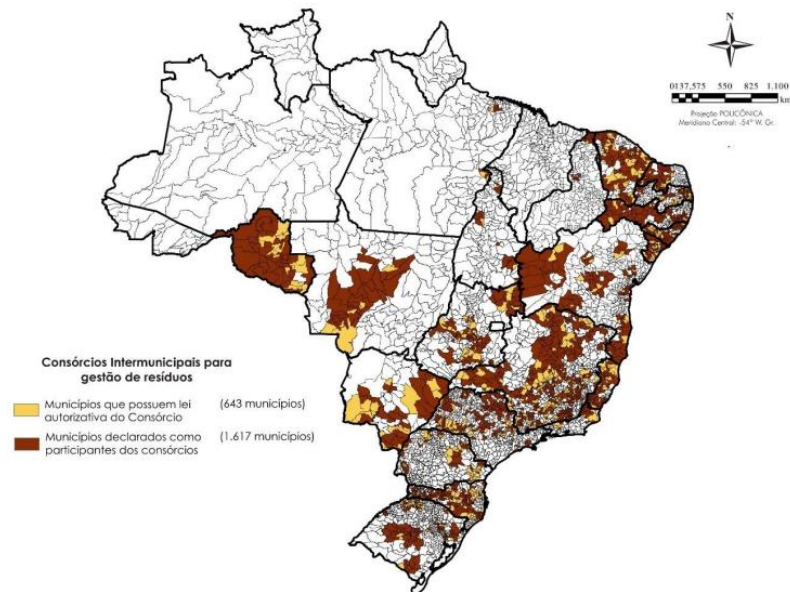 N
0137,575 550 825 1.100
km
Projeção POLICÔNICA
Meridiano Central: -54° W. Gr.
Consórcios Intermunicipais para
gestão de resíduos
Municípios que possuem lei (643 municípios)
autorizativa do Consórcio
Municípios declarados como (1.617 municípios)
participantes dos consórcios